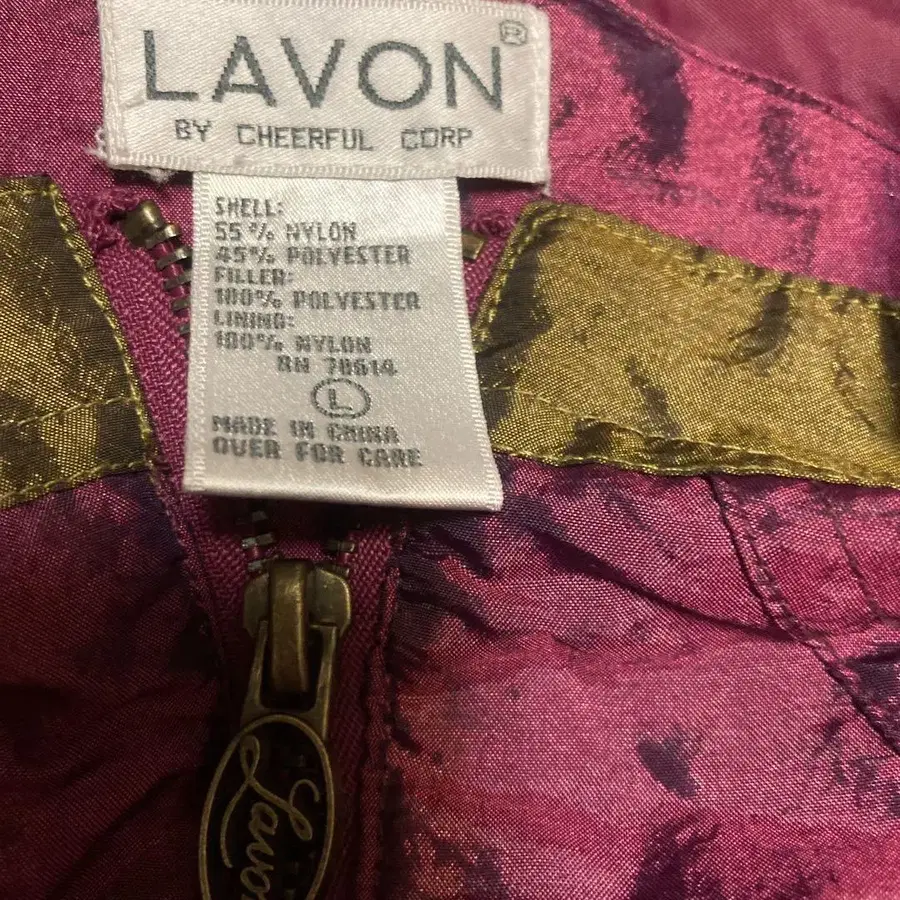 LAVON®
BY CHEERFUL CORP
SHELL:
55% NYLON
45% POLYESTER
FILLER:
100% POLYESTER
LINING:
100% NYLON
RN 78614
L
MADE IN CHINA
OVER FOR CARE
Lavon